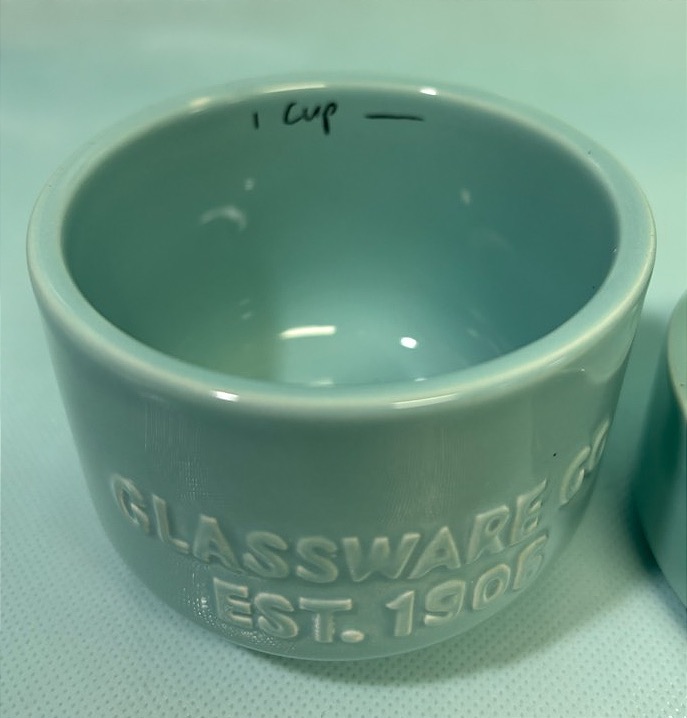 1 cup —
GLASSWARE CO
EST. 1906